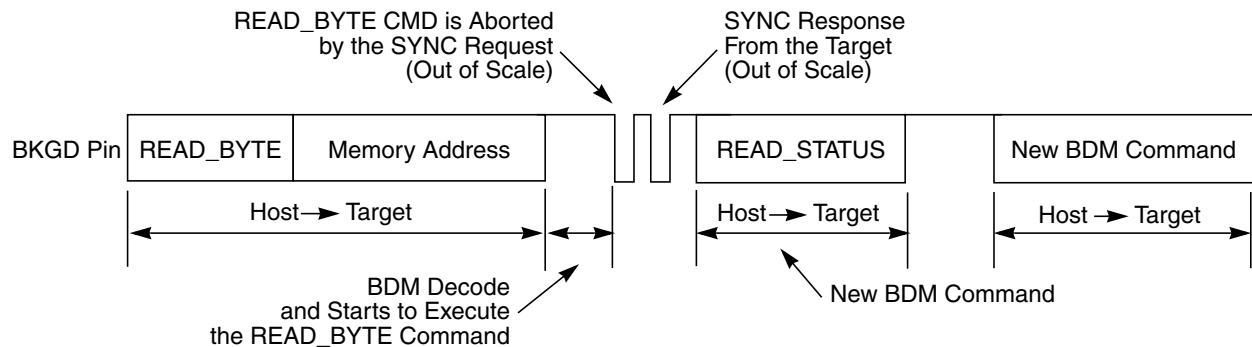 READ_BYTE CMD is Aborted
by the SYNC Request
(Out of Scale)
SYNC Response
From the Target
(Out of Scale)
BKGD Pin
READ_BYTE
Memory Address
READ_STATUS
New BDM Command
Host Target
Host Target
Host Target
BDM Decode
and Starts to Execute
the READ_BYTE Command
New BDM Command